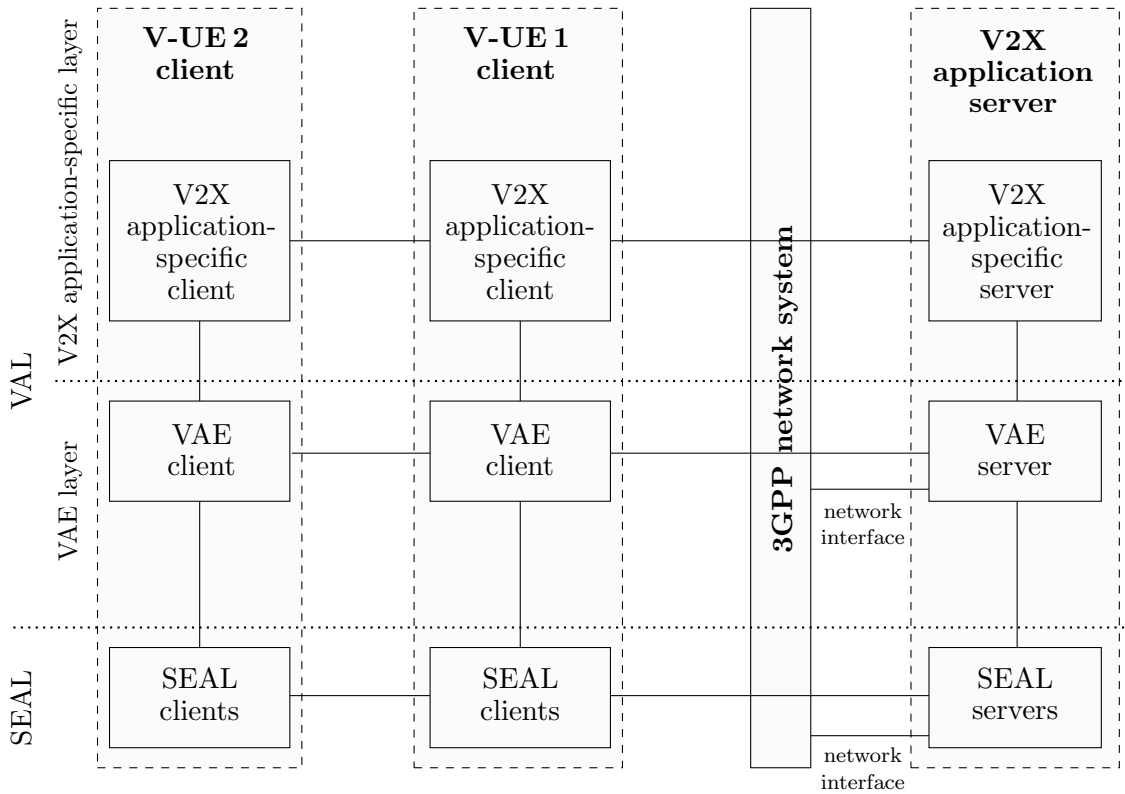 V-UE 2
client
V-UE 1
client
V2X
application
server
V2X application-specific layer
V2X
application-
specific
client
V2X
application-
specific
client
3GPP network system
V2X
application-
specific
server
VAL
VAE layer
VAE
client
VAE
client
VAE
server
network
interface
SEAL
SEAL
clients
SEAL
clients
SEAL
servers
network
interface